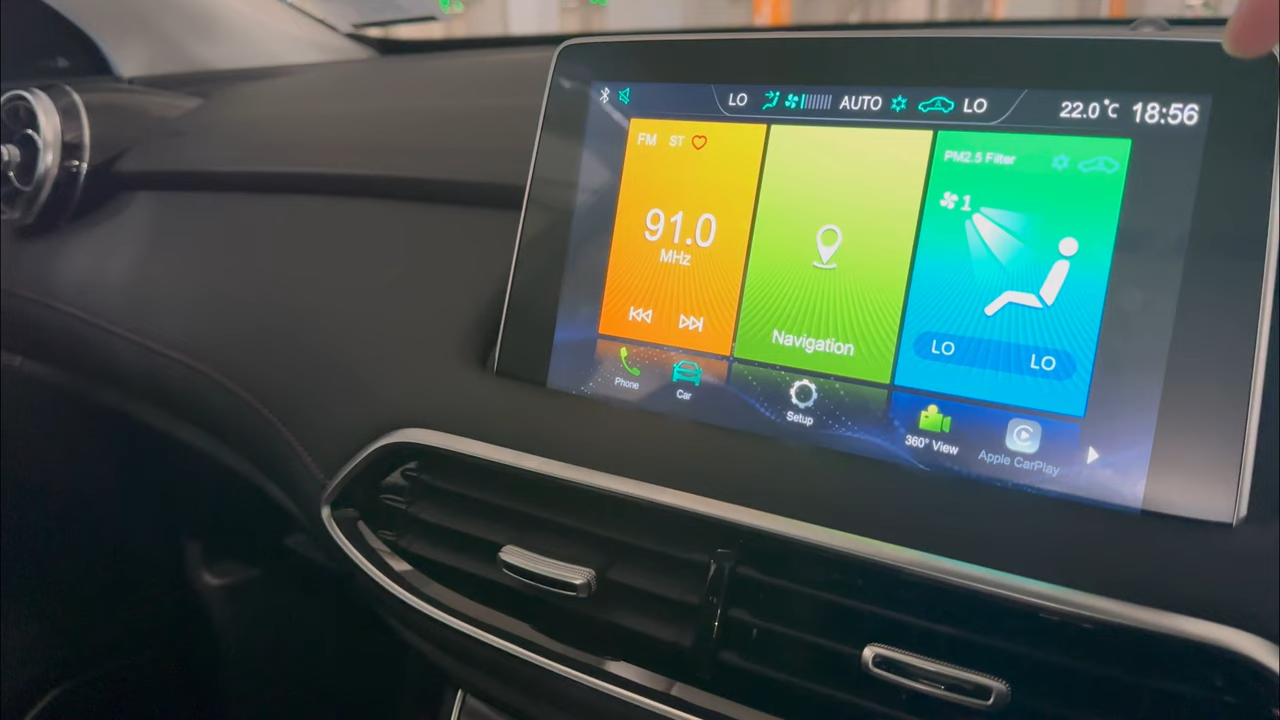 LO AUTO LO 22.0°C 18:56
FM ST
91.0
MHz
Navigation
PM2.5 Filter
1
LO LO
Phone
Car
Setup
360° View
Apple CarPlay